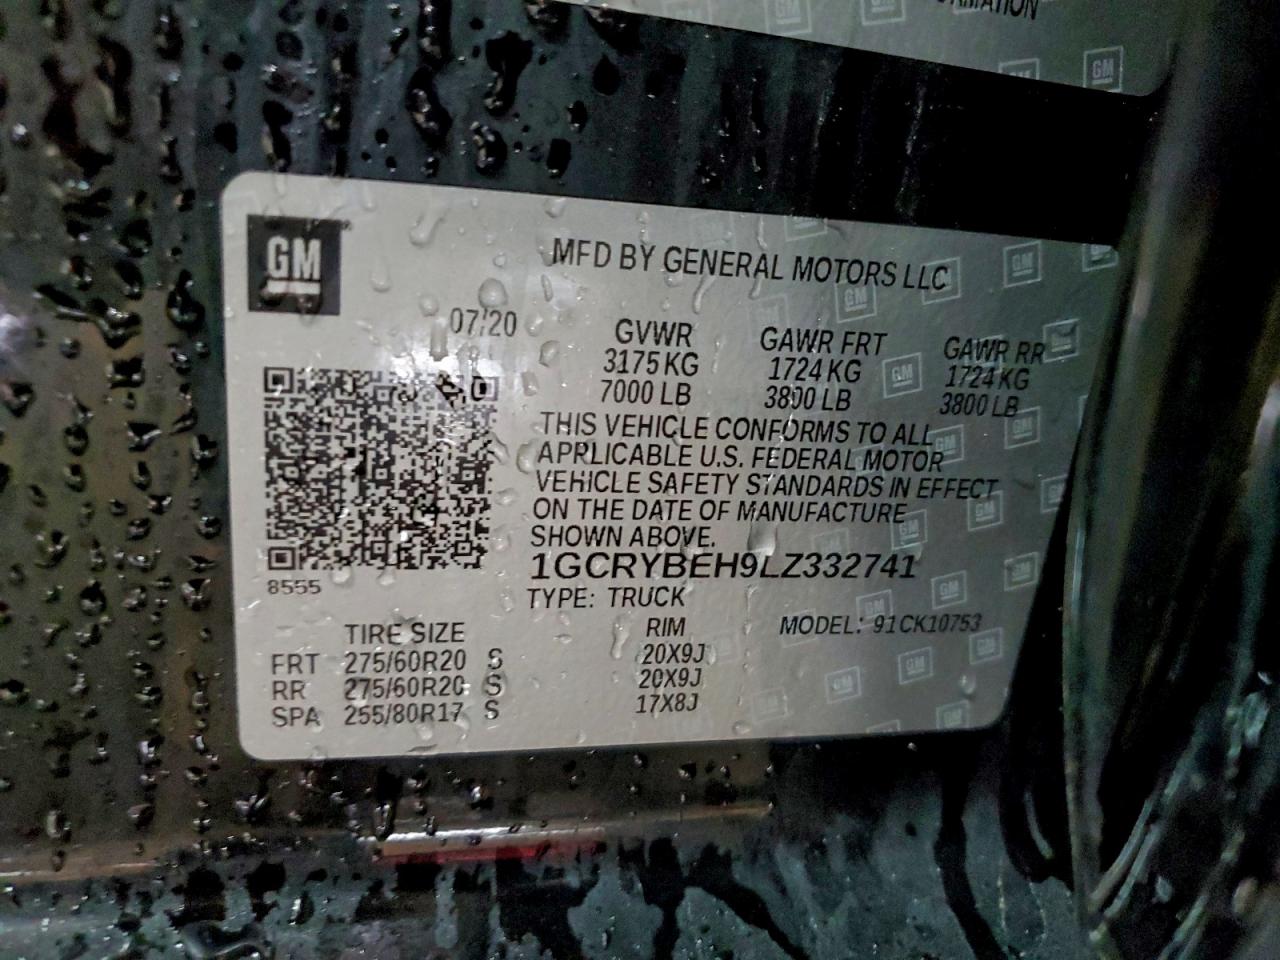 GM
MFD BY GENERAL MOTORS LLC
07/20
GVWR GAWR FRT GAWR RR
3175 KG 1724 KG 1724 KG
7000 LB 3800 LB 3800 LB
THIS VEHICLE CONFORMS TO ALL
APPLICABLE U.S. FEDERAL MOTOR
VEHICLE SAFETY STANDARDS IN EFFECT
ON THE DATE OF MANUFACTURE
SHOWN ABOVE.
8555
1GCRYBEH9LZ332741
TYPE: TRUCK
TIRE SIZE RIM MODEL: 91CK10753
FRT 275/60R20 S 20X9J
RR 275/60R20 S 20X9J
SPA 255/80R17 S 17X8J